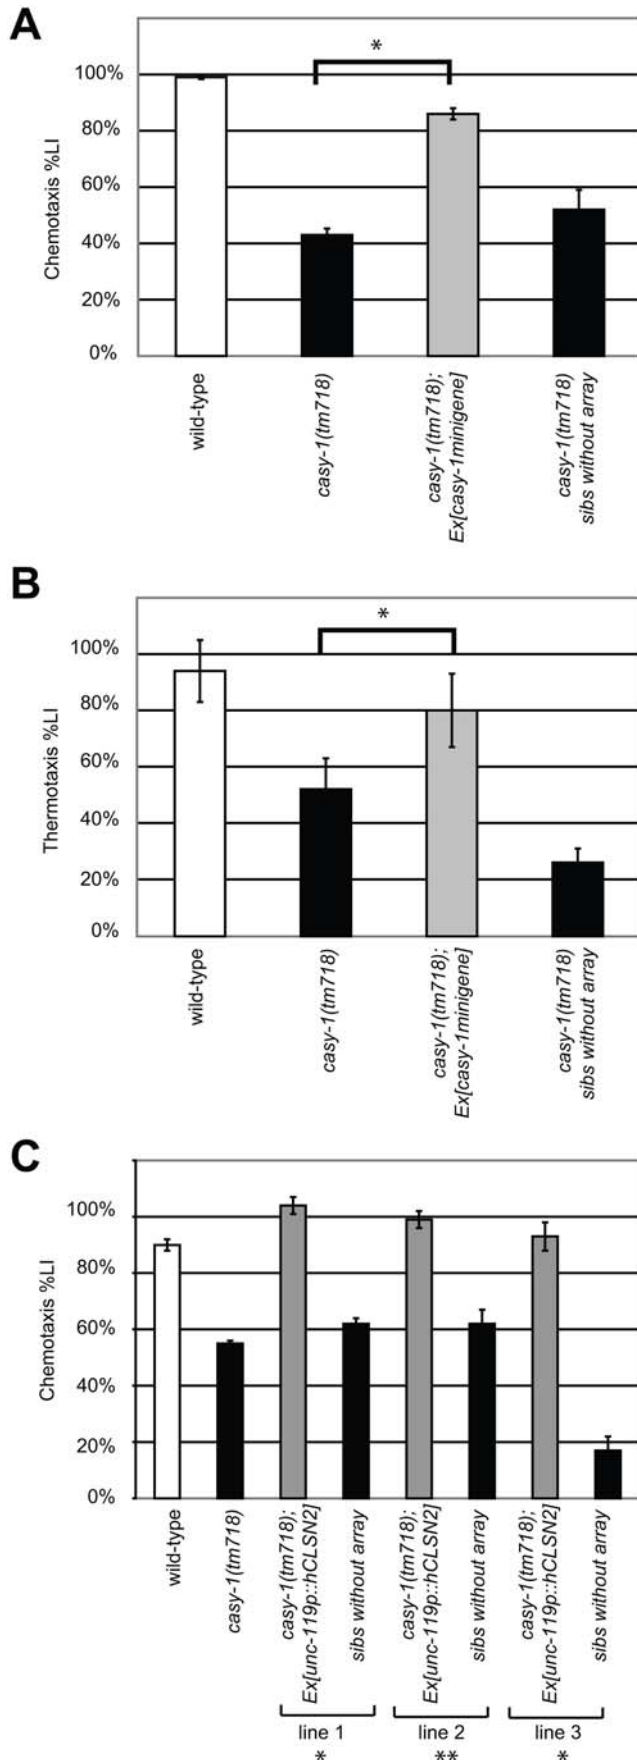 A
*
100%
80%
60%
40%
20%
0%
Chemotaxis %LI
wild-type
casy-1(tm718)
casy-1(tm718);
Ex[casy-1minigene]
casy-1(tm718)
sibs without array
B
*
100%
80%
60%
40%
20%
0%
Thermotaxis %LI
wild-type
casy-1(tm718)
casy-1(tm718);
Ex[casy-1minigene]
casy-1(tm718)
sibs without array
C
100%
80%
60%
40%
20%
0%
Chemotaxis %LI
wild-type
casy-1(tm718)
casy-1(tm718);
Ex[unc-119p::hCLSN2]
sibs without array
casy-1(tm718);
Ex[unc-119p::hCLSN2]
sibs without array
casy-1(tm718);
Ex[unc-119p::hCLSN2]
sibs without array
line 1
line 2
line 3
*
**
*